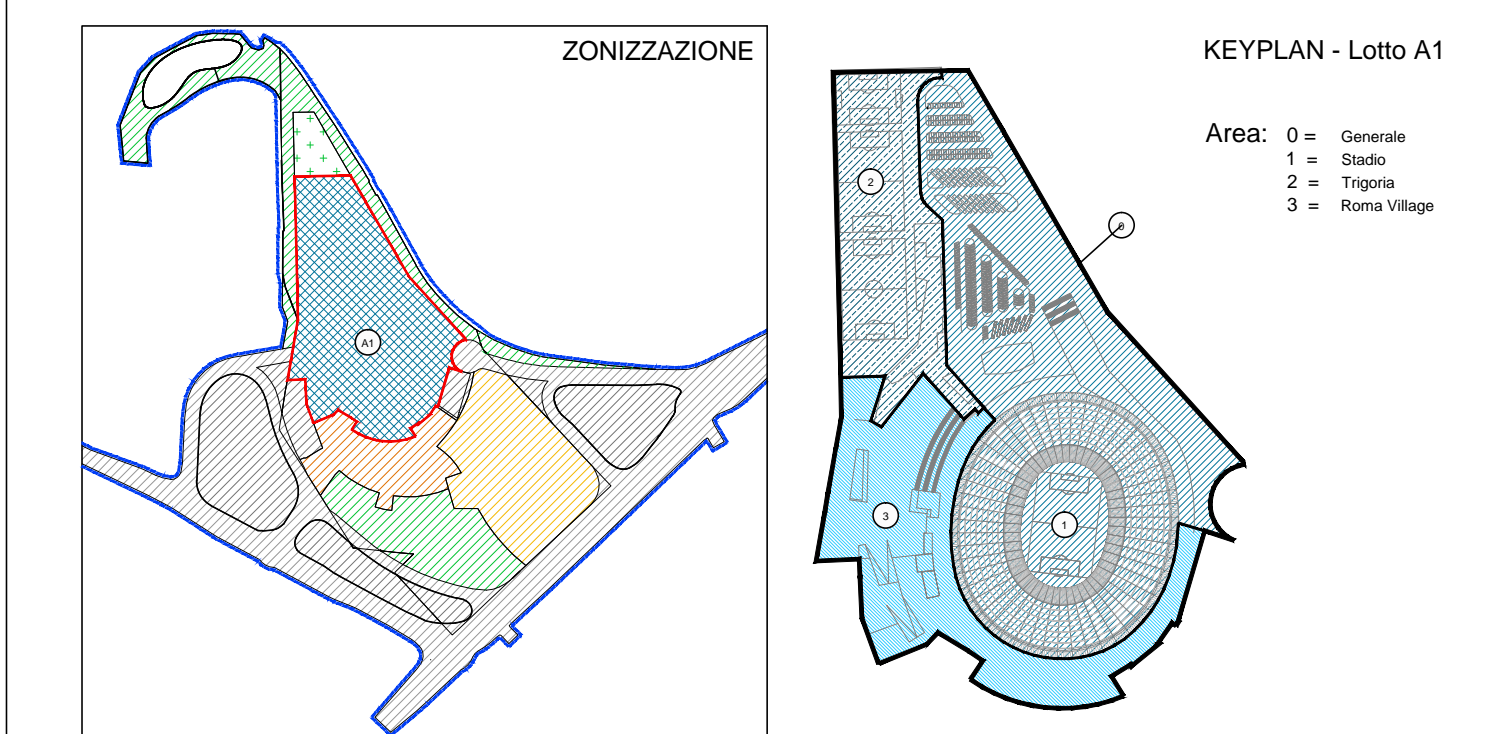 ZONIZZAZIONE
A1
KEYPLAN - Lotto A1
Area: 0 = Generale
1 = Stadio
2 = Trigoria
3 = Roma Village
2
0
3
1